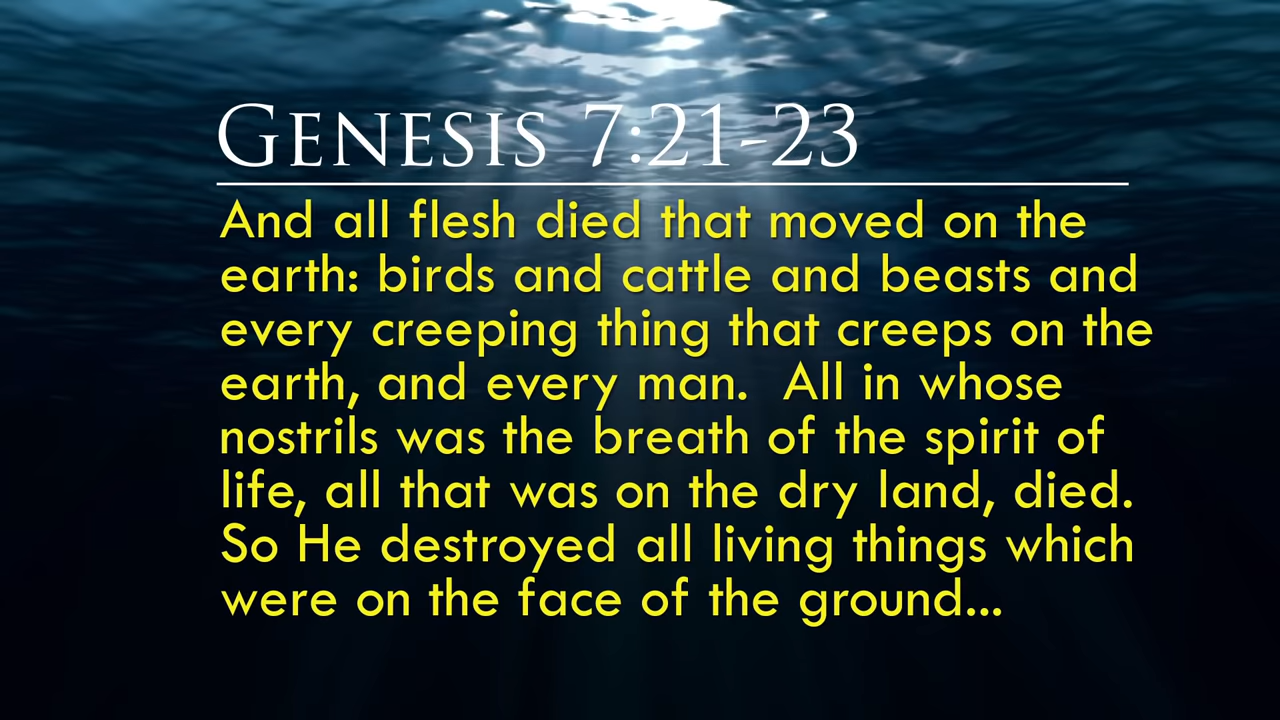 Genesis 7:21-23
And all flesh died that moved on the
earth: birds and cattle and beasts and
every creeping thing that creeps on the
earth, and every man.  All in whose
nostrils was the breath of the spirit of
life, all that was on the dry land, died.
So He destroyed all living things which
were on the face of the ground...